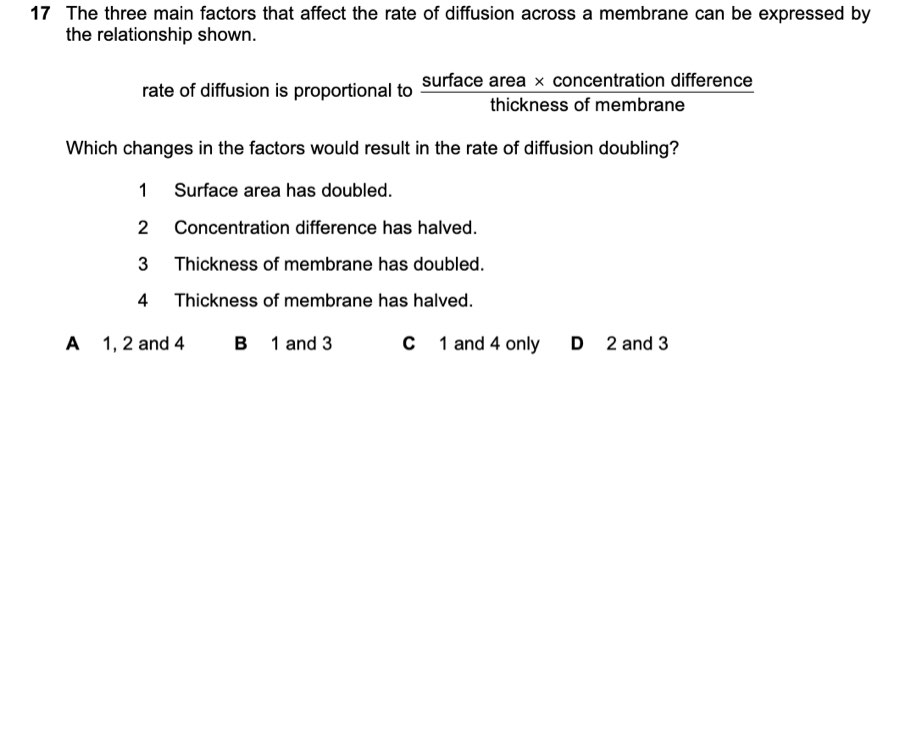 17 The three main factors that affect the rate of diffusion across a membrane can be expressed by
the relationship shown.
rate of diffusion is proportional to surface area × concentration difference
thickness of membrane
Which changes in the factors would result in the rate of diffusion doubling?
1 Surface area has doubled.
2 Concentration difference has halved.
3 Thickness of membrane has doubled.
4 Thickness of membrane has halved.
A 1, 2 and 4 B 1 and 3 C 1 and 4 only D 2 and 3